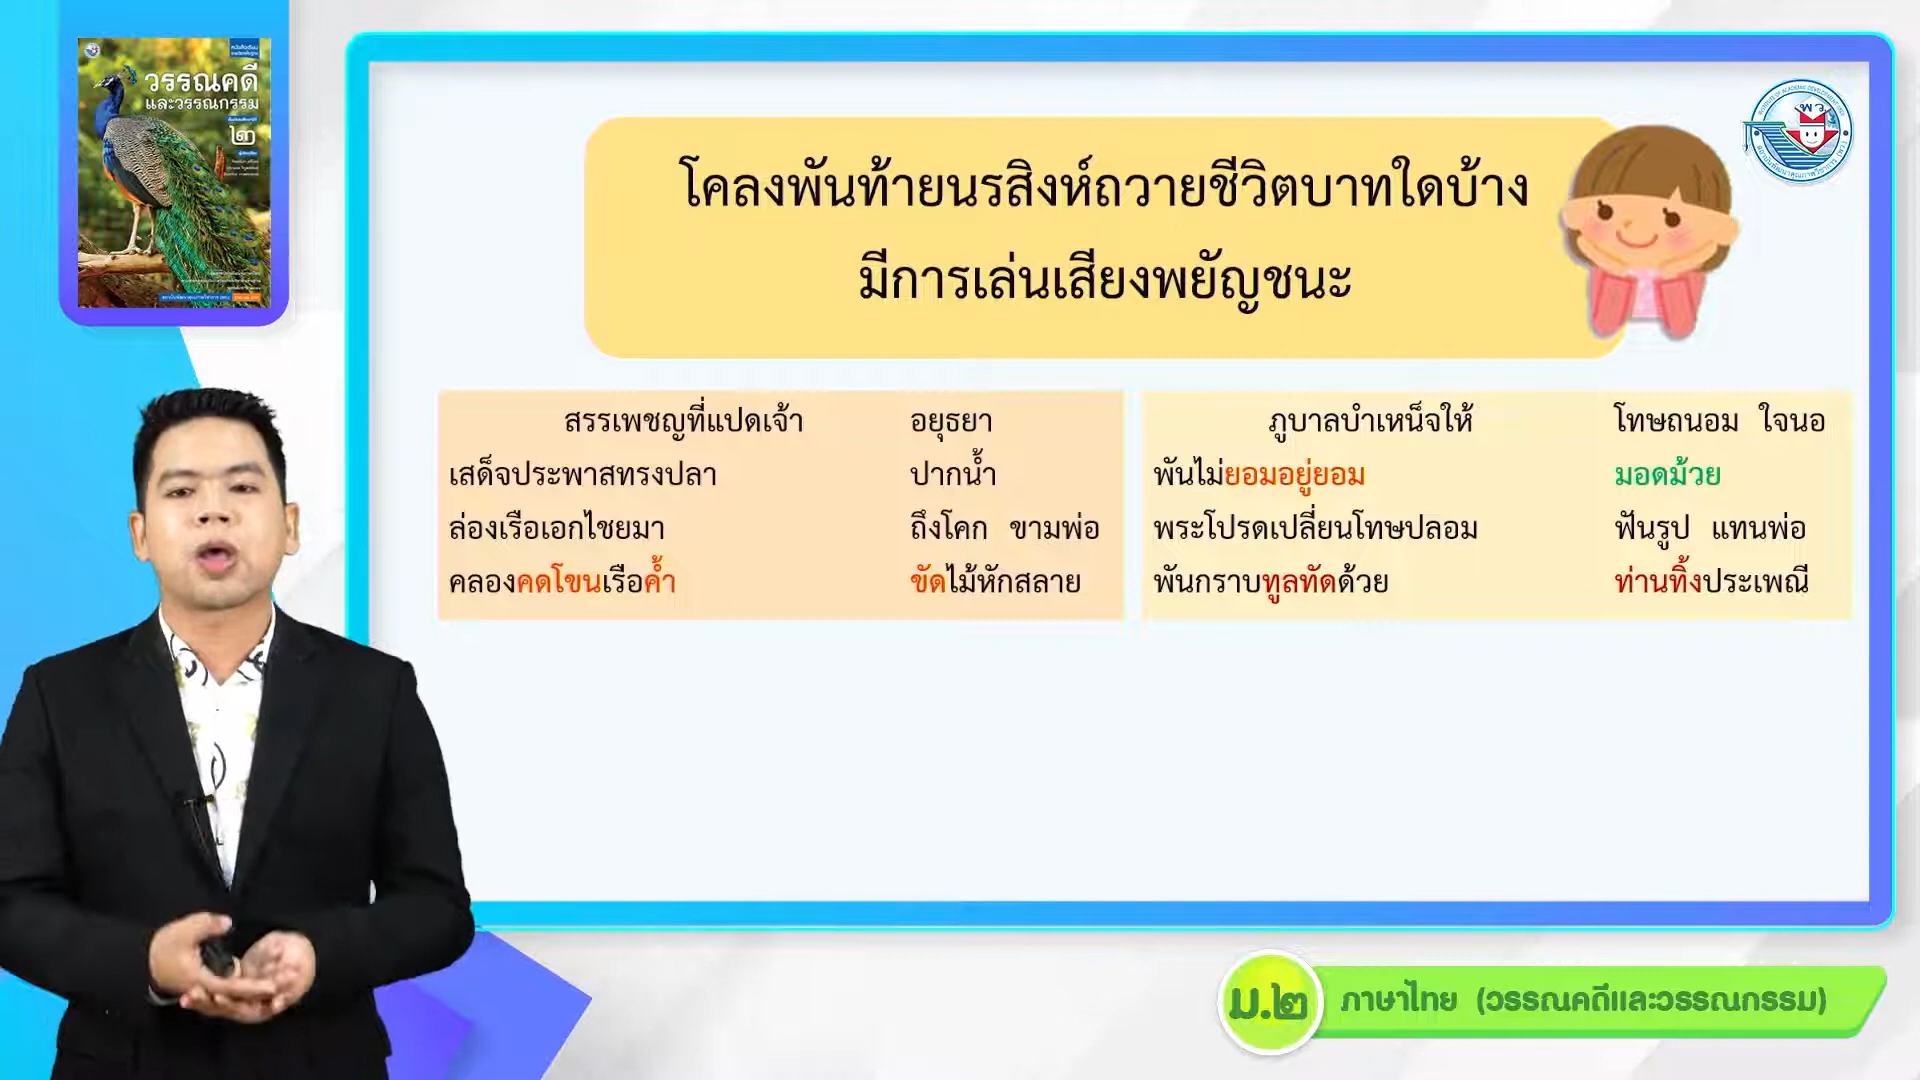 วรรณคดี
และวรรณกรรม
๒
โคลงพันท้ายนรสิงห์ถวายชีวิตบาทใดบ้าง
มีการเล่นเสียงพยัญชนะ
สรรเพชญที่แปดเจ้า อยุธยา
เสด็จประพาสทรงปลา ปากน้ำ
ล่องเรือเอกไชยมา ถึงโคก ขามพ่อ
คลองคดโขนเรือค้ำ ขัดไม้หักสลาย
ภูบาลบำเหน็จให้ โทษถนอม ใจนอ
พันไม่ยอมอยู่ยอม มอดม้วย
พระโปรดเปลี่ยนโทษปลอม ฟันรูป แทนพ่อ
พันกราบทูลทัดด้วย ท่านทิ้งประเพณี
ม.๒ ภาษาไทย (วรรณคดีและวรรณกรรม)